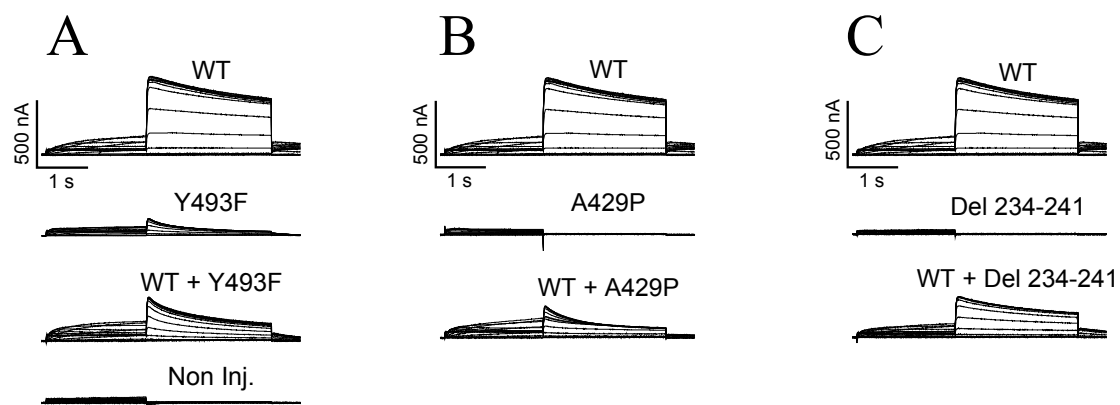 A
WT
500 nA
1 s
Y493F
WT + Y493F
Non Inj.
B
WT
500 nA
1 s
A429P
WT + A429P
C
WT
500 nA
1 s
Del 234-241
WT + Del 234-241